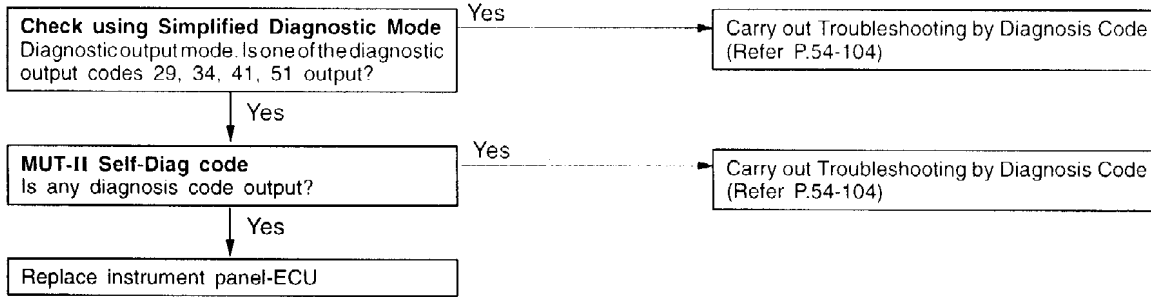 Check using Simplified Diagnostic Mode
Diagnostic output mode. Is one of the diagnostic
output codes 29, 34, 41, 51 output?
Yes
Carry out Troubleshooting by Diagnosis Code
(Refer P.54-104)
Yes
MUT-II Self-Diag code
Is any diagnosis code output?
Yes
Carry out Troubleshooting by Diagnosis Code
(Refer P.54-104)
Yes
Replace instrument panel-ECU